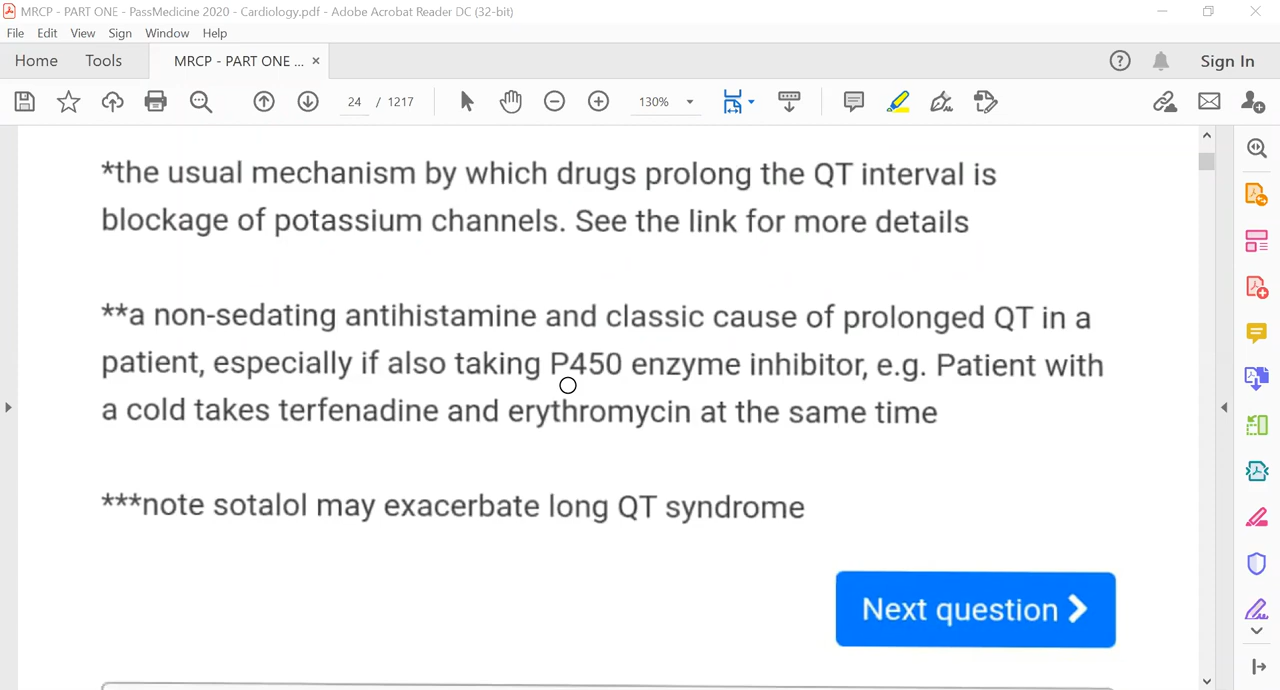 MRCP - PART ONE - PassMedicine 2020 - Cardiology.pdf - Adobe Acrobat Reader DC (32-bit)
File Edit View Sign Window Help
Home Tools MRCP - PART ONE ... × Sign In
24 / 1217 130%
*the usual mechanism by which drugs prolong the QT interval is
blockage of potassium channels. See the link for more details
**a non-sedating antihistamine and classic cause of prolonged QT in a
patient, especially if also taking P450 enzyme inhibitor, e.g. Patient with
a cold takes terfenadine and erythromycin at the same time
***note sotalol may exacerbate long QT syndrome
Next question